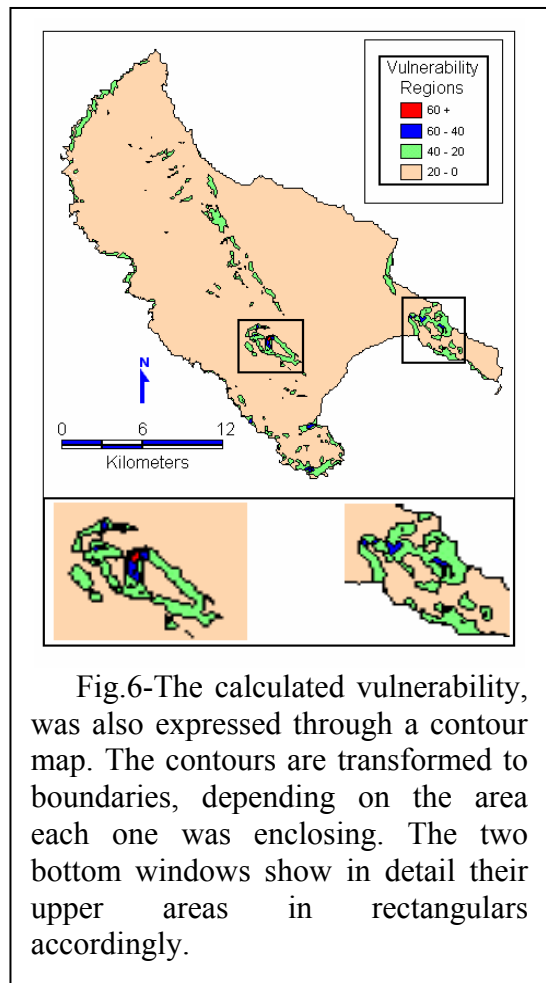 Vulnerability
Regions
60 +
60 - 40
40 - 20
20 - 0
N
0 6 12
Kilometers
Fig.6-The calculated vulnerability,
was also expressed through a contour
map. The contours are transformed to
boundaries, depending on the area
each one was enclosing. The two
bottom windows show in detail their
upper areas in rectangulars
accordingly.